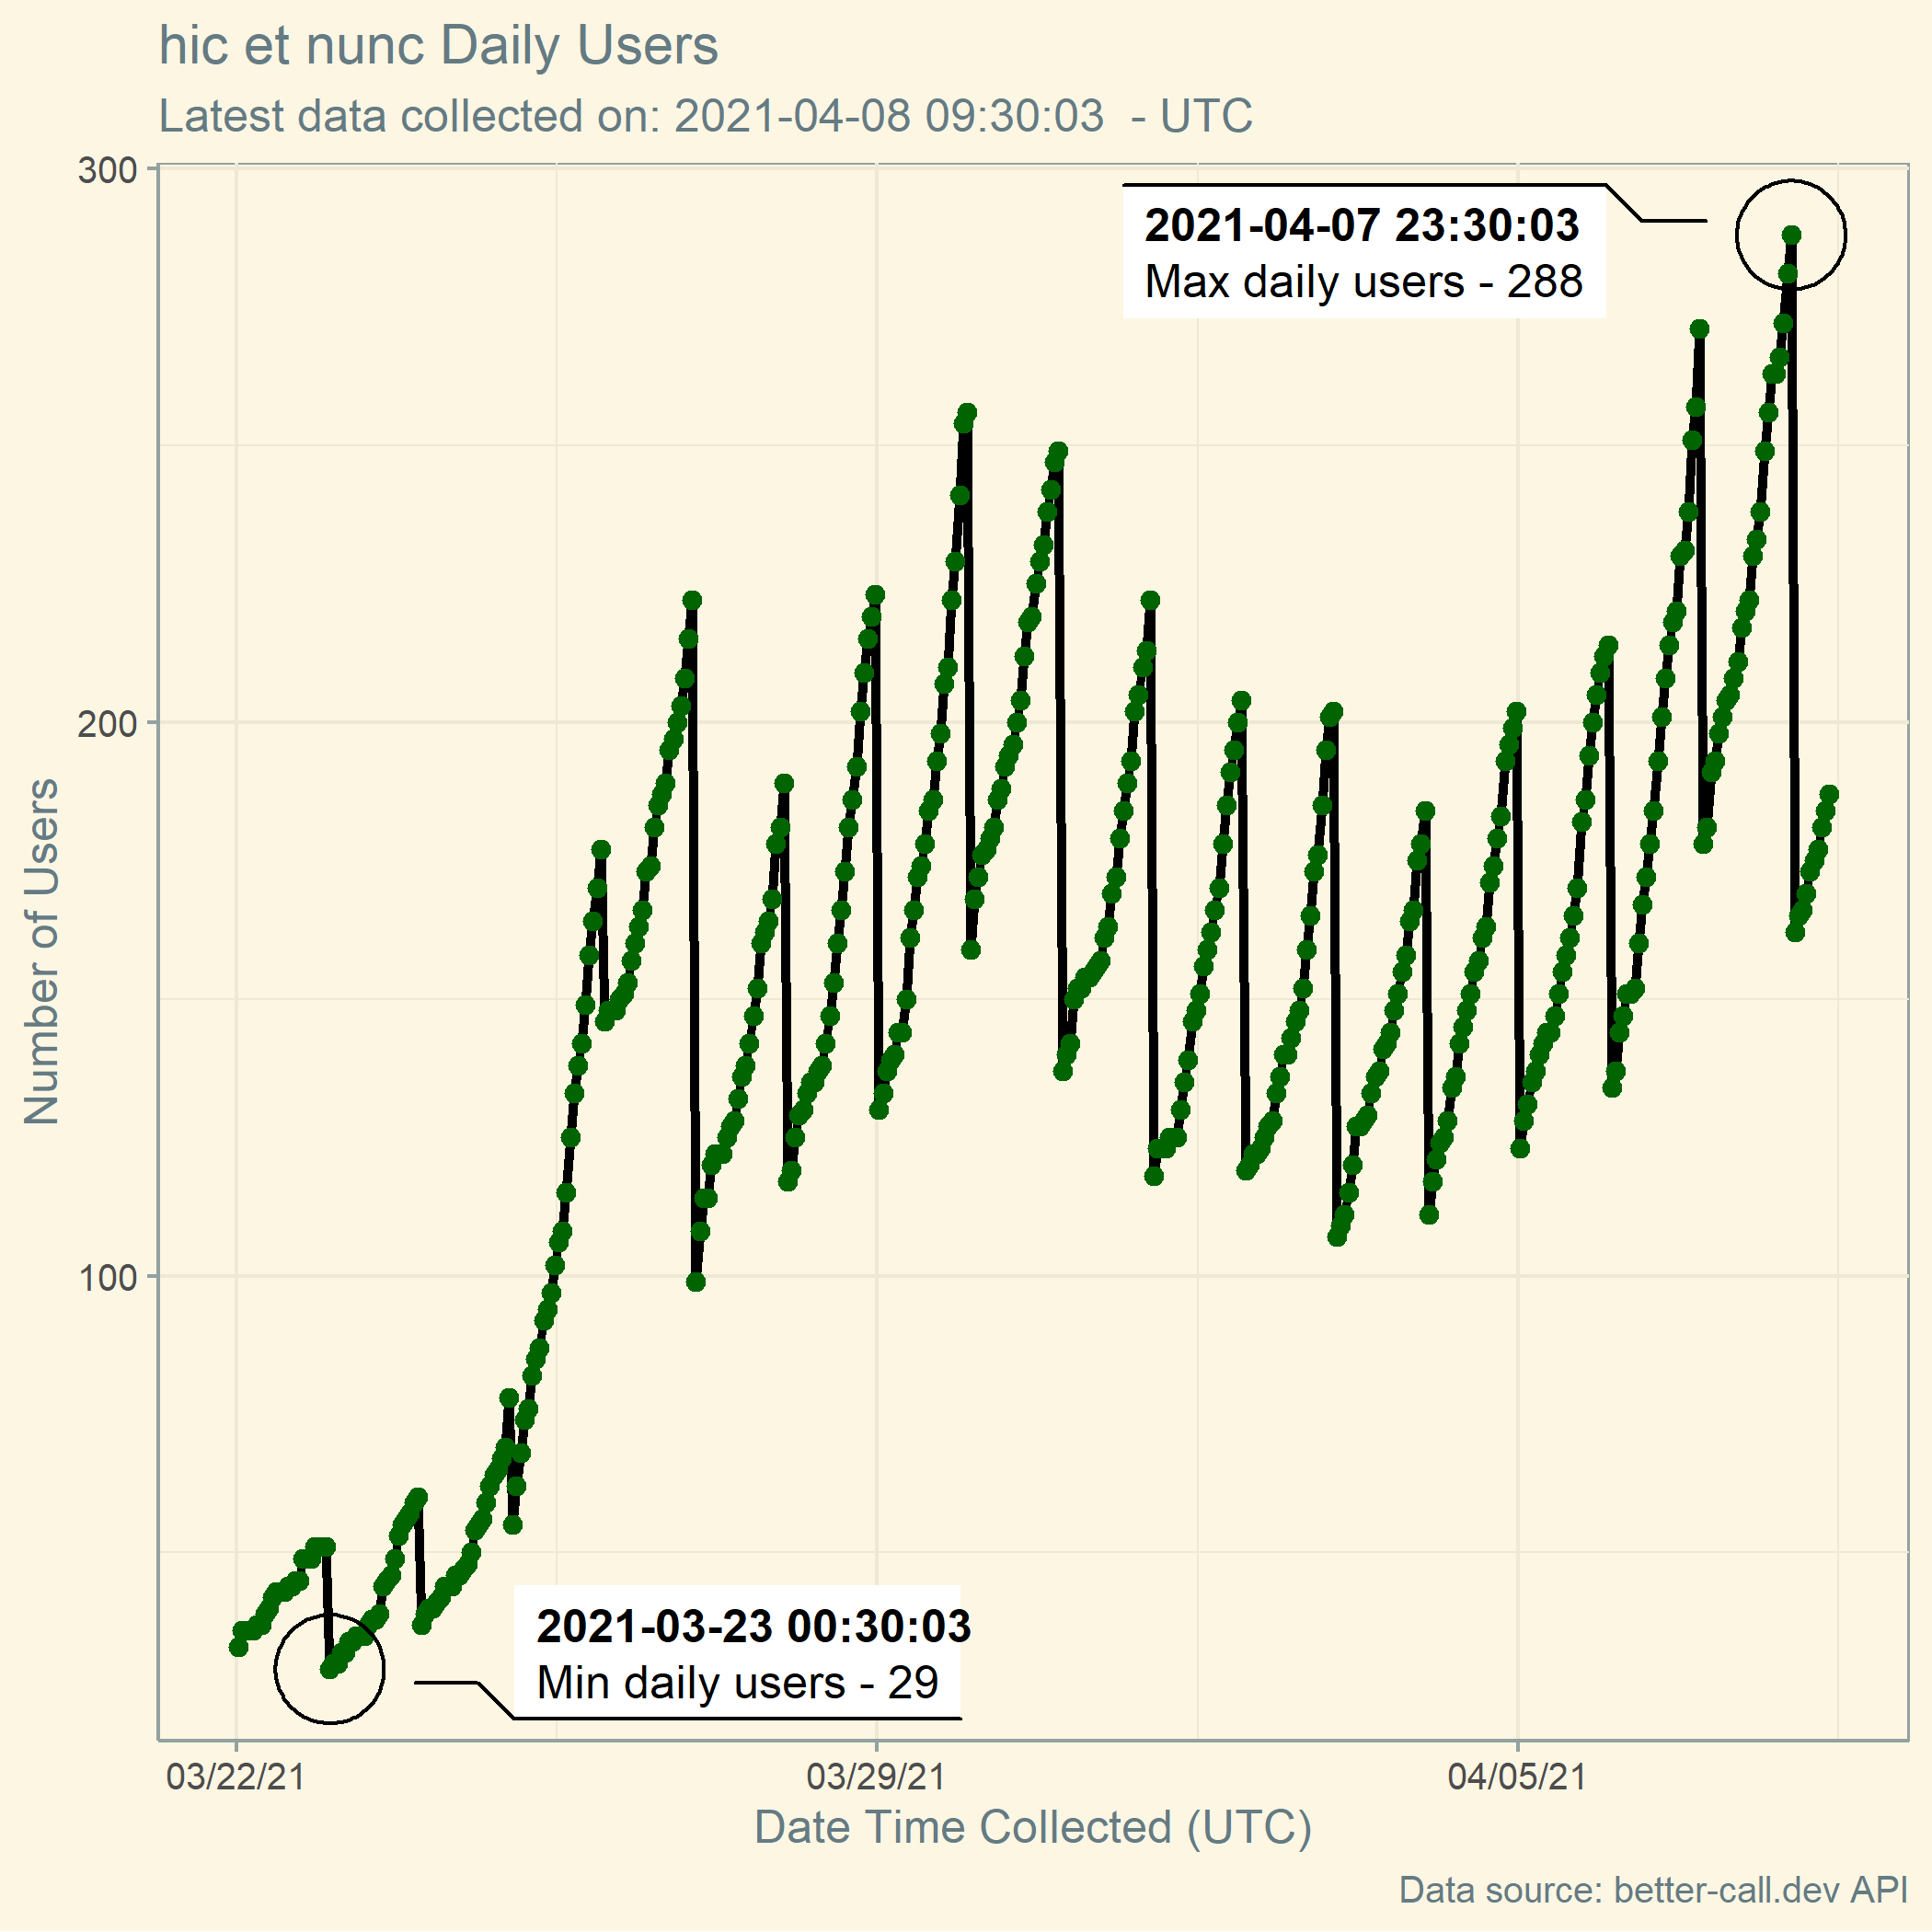 hic et nunc Daily Users
Latest data collected on: 2021-04-08 09:30:03  - UTC
300
2021-04-07 23:30:03
Max daily users - 288
200
Number of Users
100
2021-03-23 00:30:03
Min daily users - 29
03/22/21
03/29/21
04/05/21
Date Time Collected (UTC)
Data source: better-call.dev API